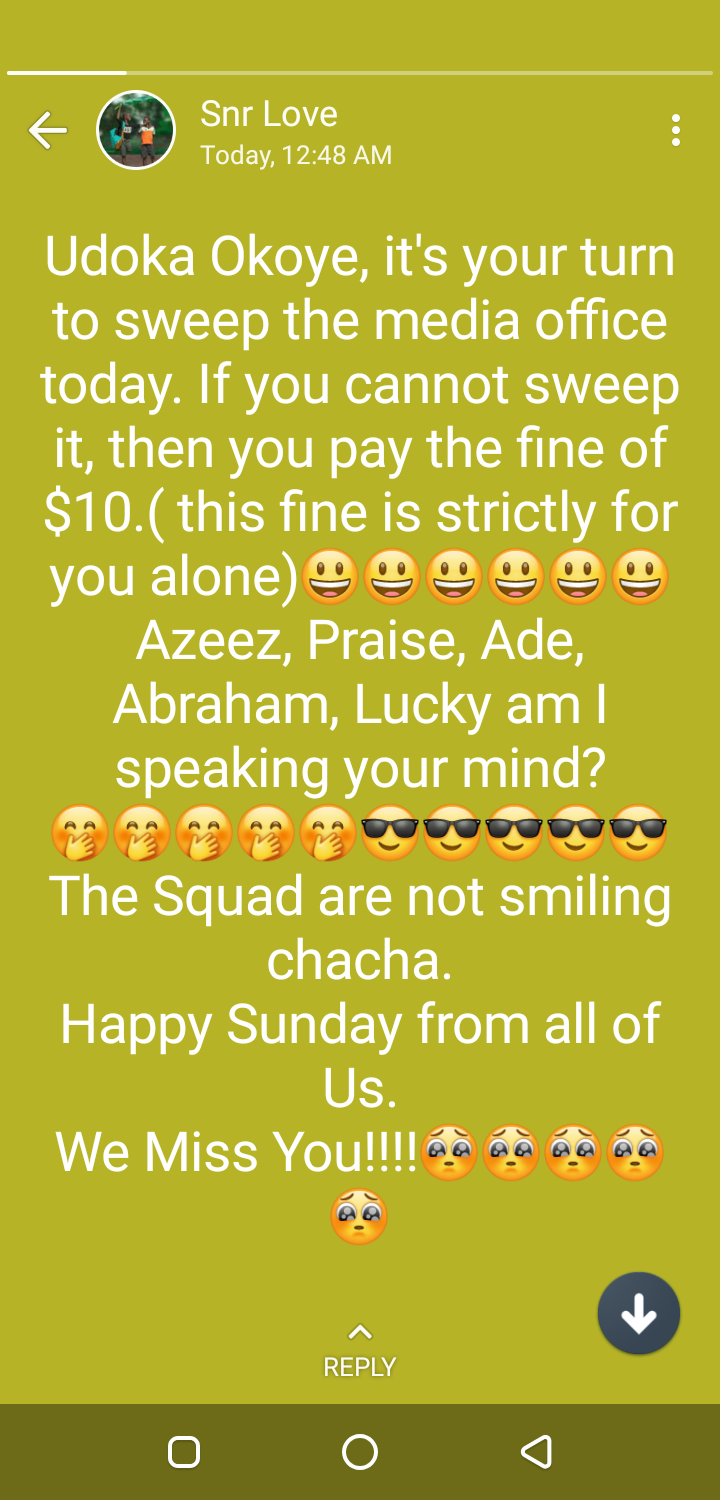 Snr Love
Today, 12:48 AM
Udoka Okoye, it's your turn
to sweep the media office
today. If you cannot sweep
it, then you pay the fine of
$10.( this fine is strictly for
you alone)😃😃😃😃😃😃
Azeez, Praise, Ade,
Abraham, Lucky am I
speaking your mind?
🤭🤭🤭🤭🤭😎😎😎😎😎
The Squad are not smiling
chacha.
Happy Sunday from all of
Us.
We Miss You!!!!🥺🥺🥺🥺
🥺
REPLY